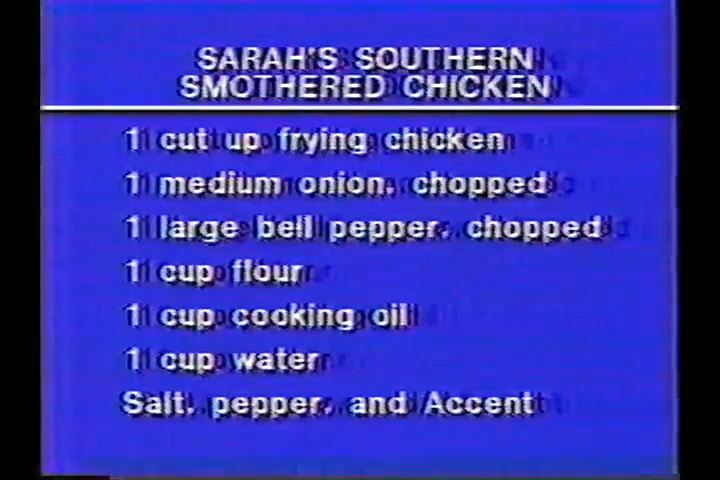 SARAH'S SOUTHERN
SMOTHERED CHICKEN
1 cut up frying chicken
1 medium onion, chopped
1 large bell pepper, chopped
1 cup flour
1 cup cooking oil
1 cup water
Salt, pepper, and Accent